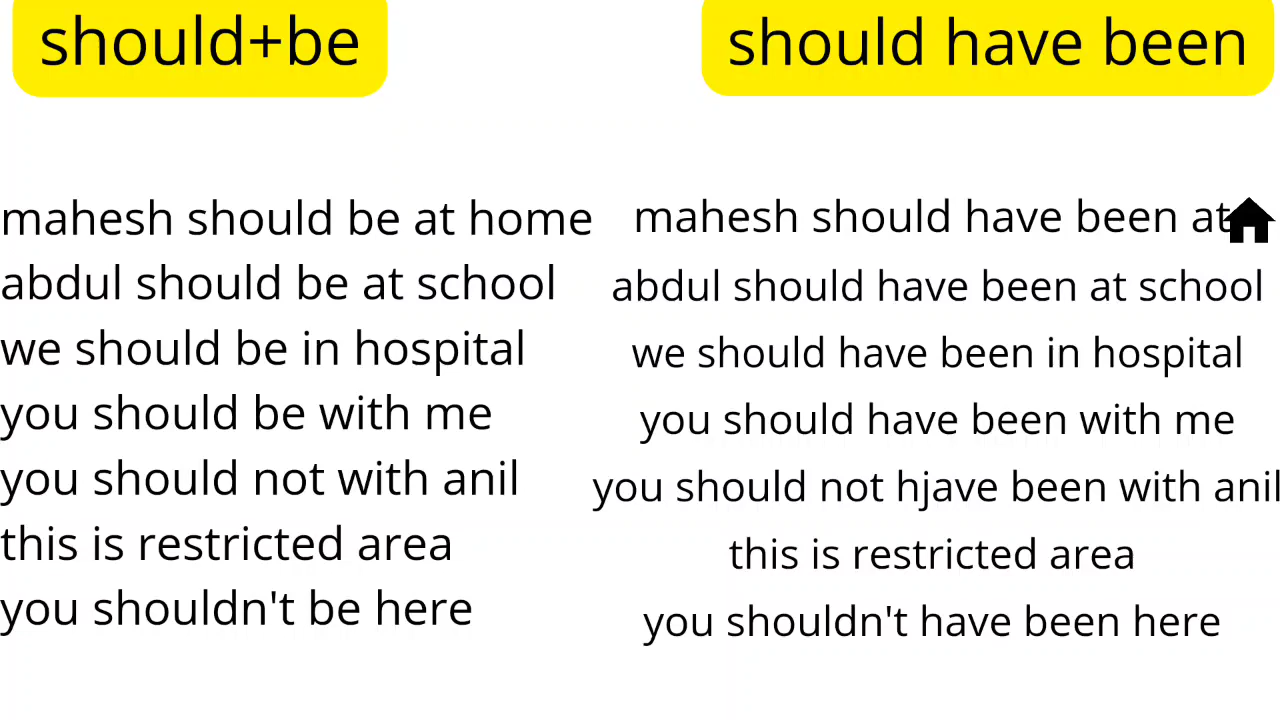 should+be
mahesh should be at home
abdul should be at school
we should be in hospital
you should be with me
you should not with anil
this is restricted area
you shouldn't be here
should have been
mahesh should have been at
abdul should have been at school
we should have been in hospital
you should have been with me
you should not hjave been with anil
this is restricted area
you shouldn't have been here